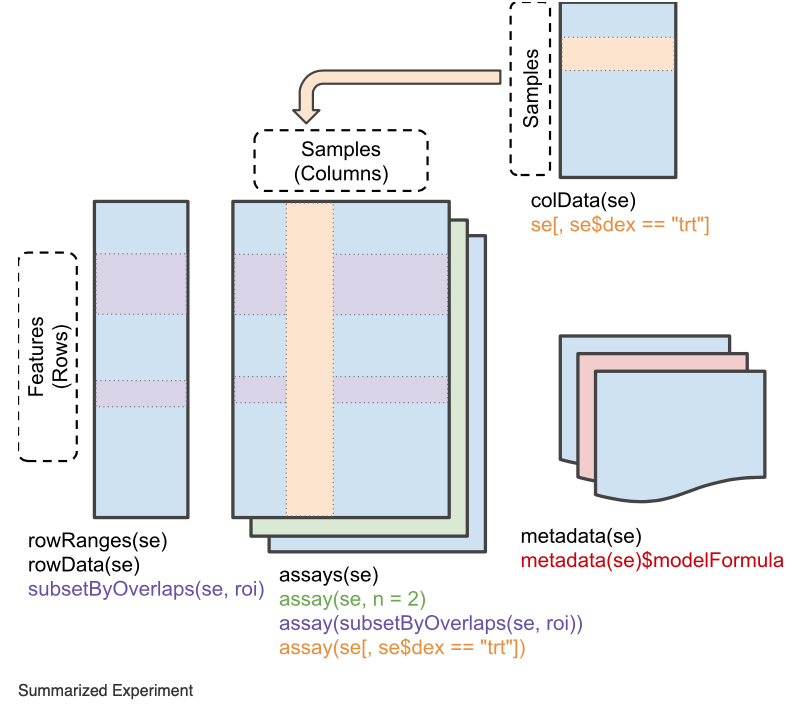 Samples
Samples
(Columns)
colData(se)
se[, se$dex == "trt"]
Features
(Rows)
rowRanges(se)
rowData(se)
subsetByOverlaps(se, roi)
assays(se)
assay(se, n = 2)
assay(subsetByOverlaps(se, roi))
assay(se[, se$dex == "trt"])
metadata(se)
metadata(se)$modelFormula
Summarized Experiment